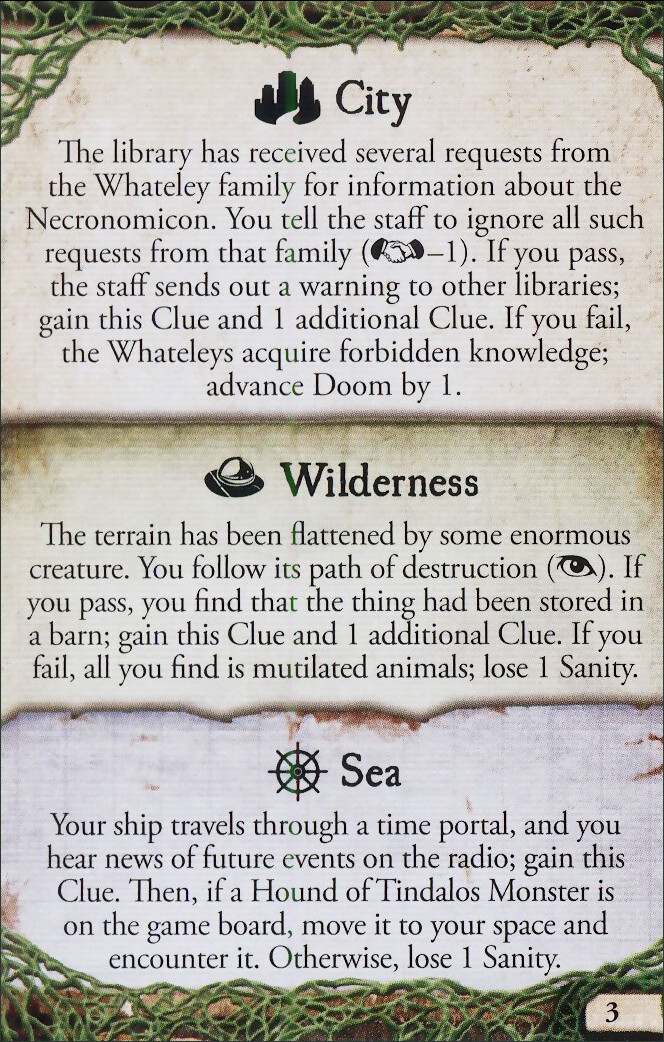 City
The library has received several requests from
the Whateley family for information about the
Necronomicon. You tell the staff to ignore all such
requests from that family (–1). If you pass,
the staff sends out a warning to other libraries;
gain this Clue and 1 additional Clue. If you fail,
the Whateleys acquire forbidden knowledge;
advance Doom by 1.
Wilderness
The terrain has been flattened by some enormous
creature. You follow its path of destruction (). If
you pass, you find that the thing had been stored in
a barn; gain this Clue and 1 additional Clue. If you
fail, all you find is mutilated animals; lose 1 Sanity.
Sea
Your ship travels through a time portal, and you
hear news of future events on the radio; gain this
Clue. Then, if a Hound of Tindalos Monster is
on the game board, move it to your space and
encounter it. Otherwise, lose 1 Sanity.
3